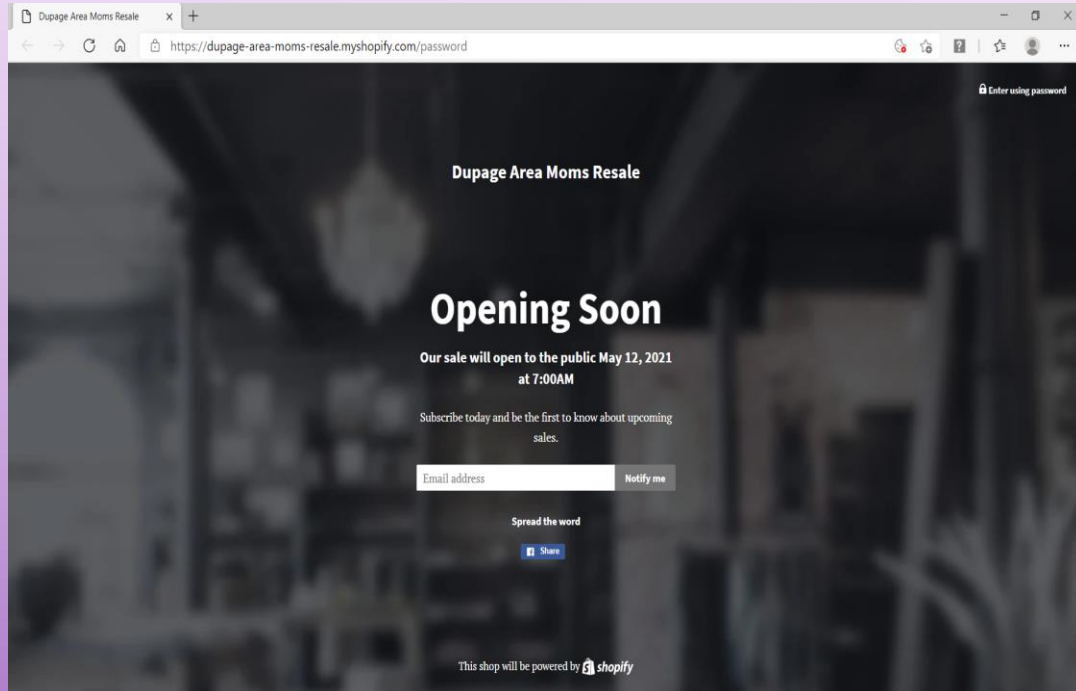 Dupage Area Moms Resale
https://dupage-area-moms-resale.myshopify.com/password
Enter using password
Dupage Area Moms Resale
Opening Soon
Our sale will open to the public May 12, 2021
at 7:00AM
Subscribe today and be the first to know about upcoming
sales.
Email address
Notify me
Spread the word
Share
This shop will be powered by shopify